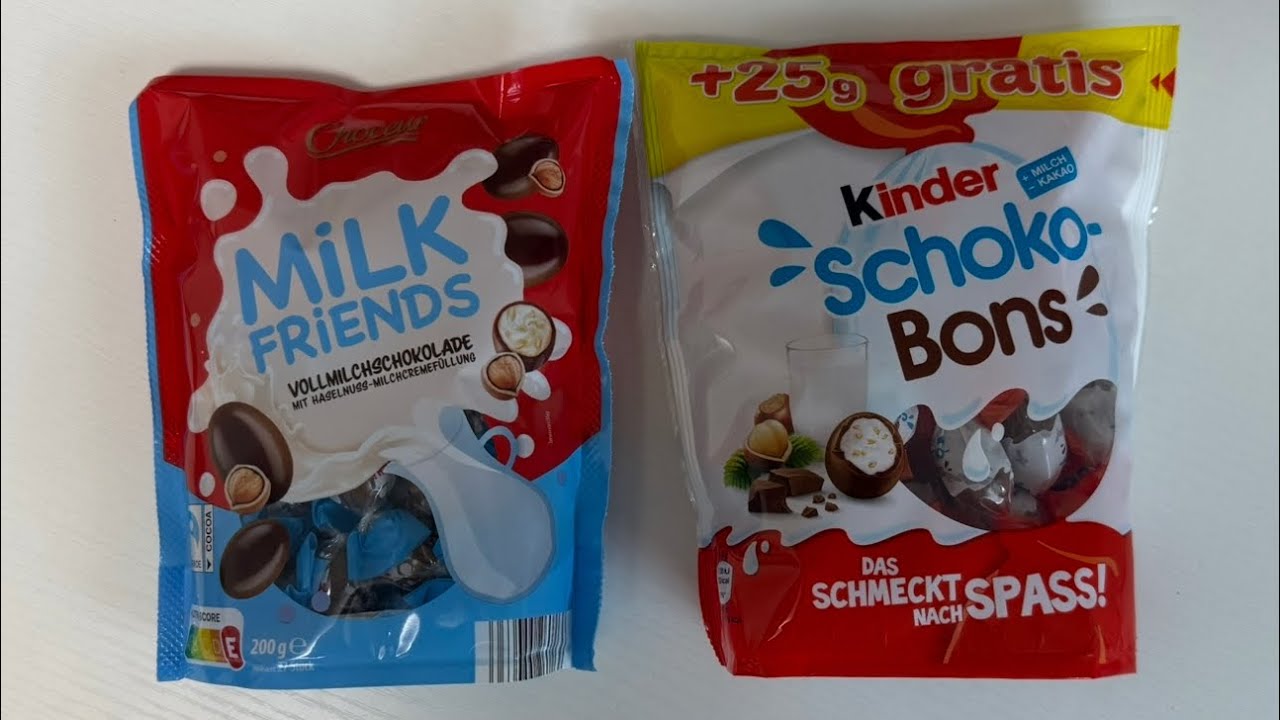 Choceur
MiLK
FRiENDS
VOLLMILCHSCHOKOLADE
MIT HASELNUSS-MILCHCREMEFÜLLUNG
COCOA
E
200 g e
+25g gratis
Kinder
+ MILCH
– KAKAO
Schoko-
Bons
DAS
SCHMECKT
NACH SPASS!